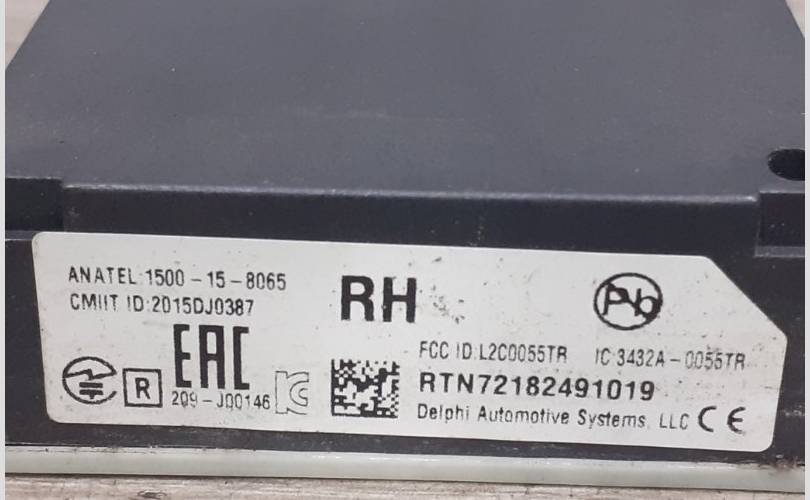 ANATEL:1500-15-8065
CMIIT ID:2015DJ0387
RH
Pb
EAC
FCC ID:L2C0055TR IC:3432A-0055TR
R
209-J00146
RTN72182491019
Delphi Automotive Systems, LLC CE